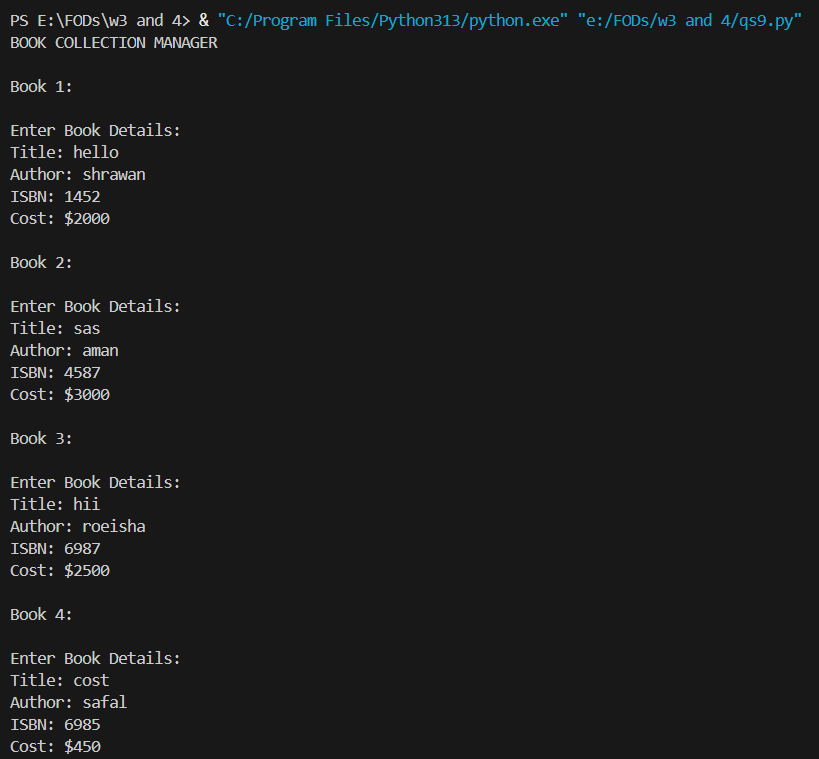 PS E:\FODs\w3 and 4> & "C:/Program Files/Python313/python.exe" "e:/FODs/w3 and 4/qs9.py"
BOOK COLLECTION MANAGER
Book 1:
Enter Book Details:
Title: hello
Author: shrawan
ISBN: 1452
Cost: $2000
Book 2:
Enter Book Details:
Title: sas
Author: aman
ISBN: 4587
Cost: $3000
Book 3:
Enter Book Details:
Title: hii
Author: roeisha
ISBN: 6987
Cost: $2500
Book 4:
Enter Book Details:
Title: cost
Author: safal
ISBN: 6985
Cost: $450